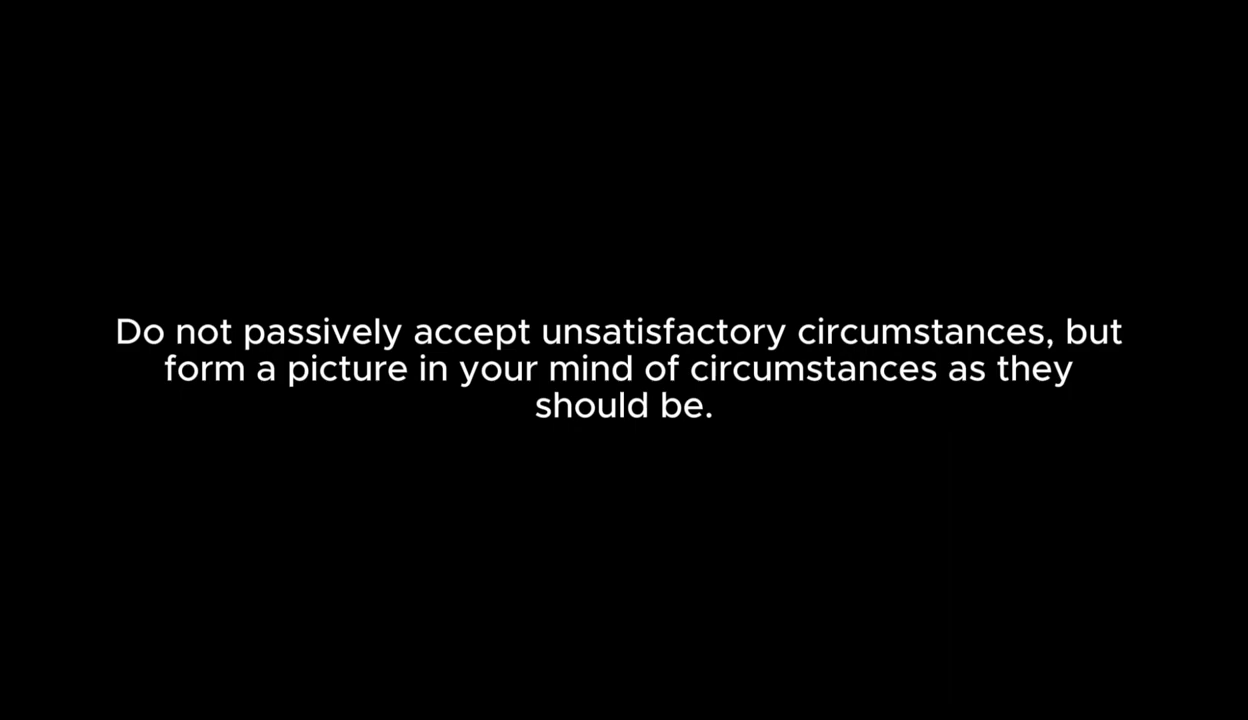 Do not passively accept unsatisfactory circumstances, but
form a picture in your mind of circumstances as they
should be.